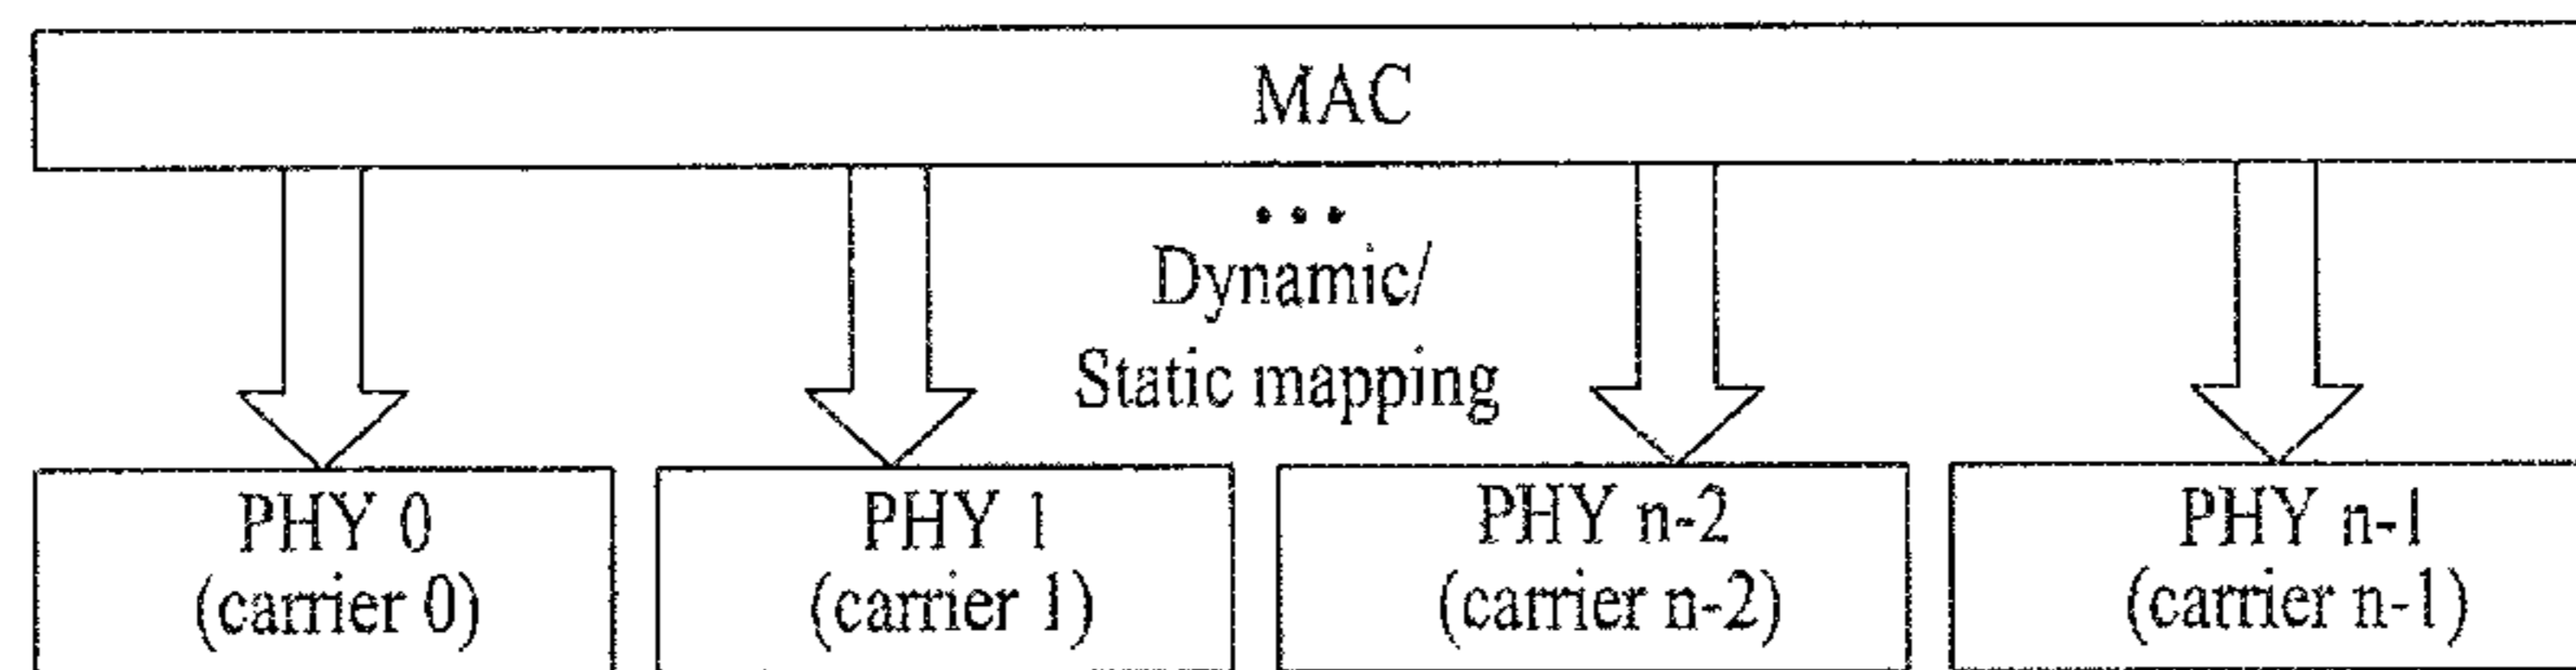 MAC
•••
Dynamic/
Static mapping
PHY 0
(carrier 0)
PHY 1
(carrier 1)
PHY n-2
(carrier n-2)
PHY n-1
(carrier n-1)